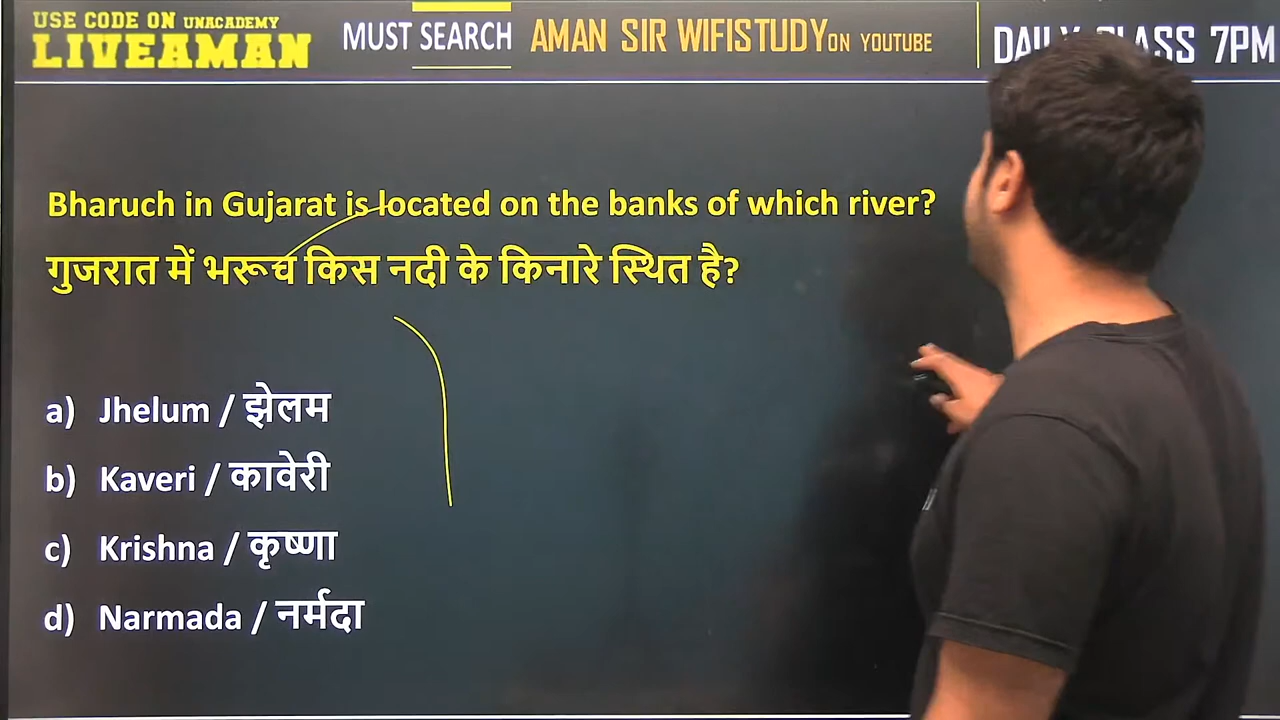 USE CODE ON UNACADEMY
LIVEAMAN
MUST SEARCH AMAN SIR WIFISTUDY ON YOUTUBE
DAILY CLASS 7PM
Bharuch in Gujarat is located on the banks of which river?
गुजरात में भरूच किस नदी के किनारे स्थित है?
a) Jhelum / झेलम
b) Kaveri / कावेरी
c) Krishna / कृष्णा
d) Narmada / नर्मदा